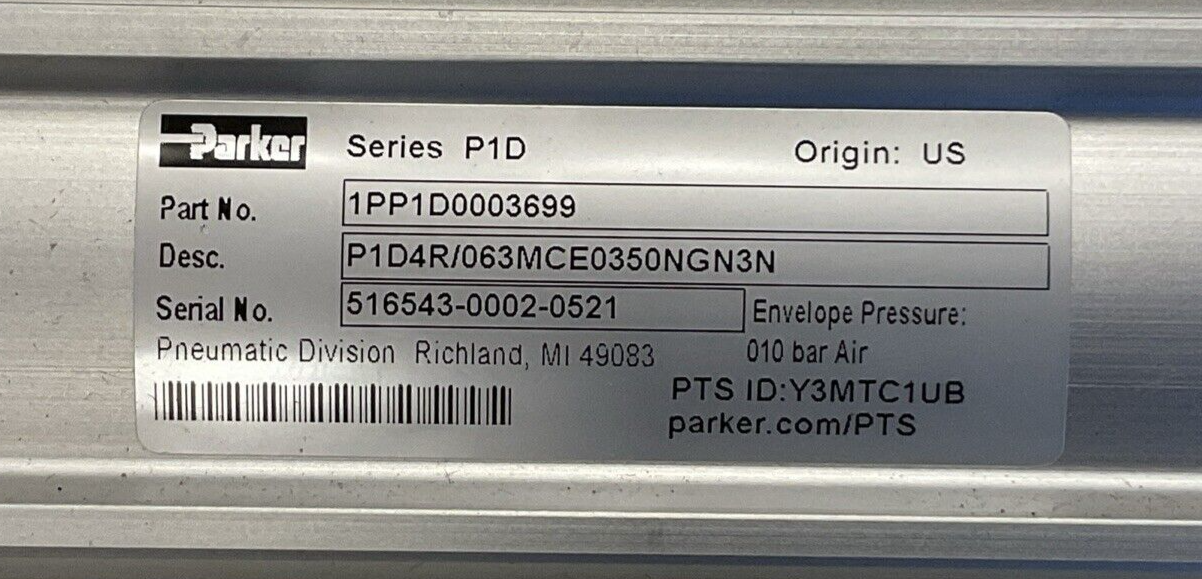 Parker Series P1D Origin: US
Part No. 1PP1D0003699
Desc. P1D4R/063MCE0350NGN3N
Serial No. 516543-0002-0521 Envelope Pressure:
Pneumatic Division Richland, MI 49083 010 bar Air
PTS ID:Y3MTC1UB
parker.com/PTS